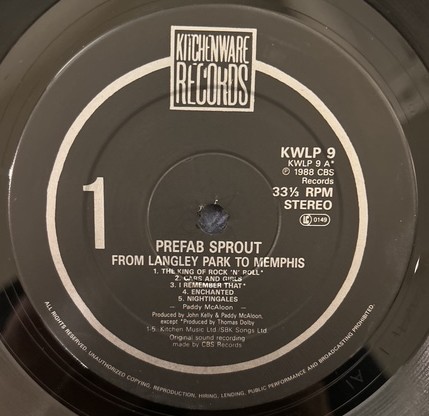 KITCHENWARE
RECORDS
KWLP 9
KWLP 9 A*
℗ 1988 CBS
Records
33⅓ RPM
STEREO
LC 0149
1
PREFAB SPROUT
FROM LANGLEY PARK TO MEMPHIS
1. THE KING OF ROCK 'N' ROLL*
2. CARS AND GIRLS
3. I REMEMBER THAT*
4. ENCHANTED
5. NIGHTINGALES
— Paddy McAloon —
Produced by John Kelly & Paddy McAloon,
except *Produced by Thomas Dolby
1-5. Kitchen Music Ltd./SBK Songs Ltd.
Original sound recording
made by CBS Records
ALL RIGHTS RESERVED. UNAUTHORIZED COPYING, REPRODUCTION, HIRING, LENDING, PUBLIC PERFORMANCE AND BROADCASTING PROHIBITED.